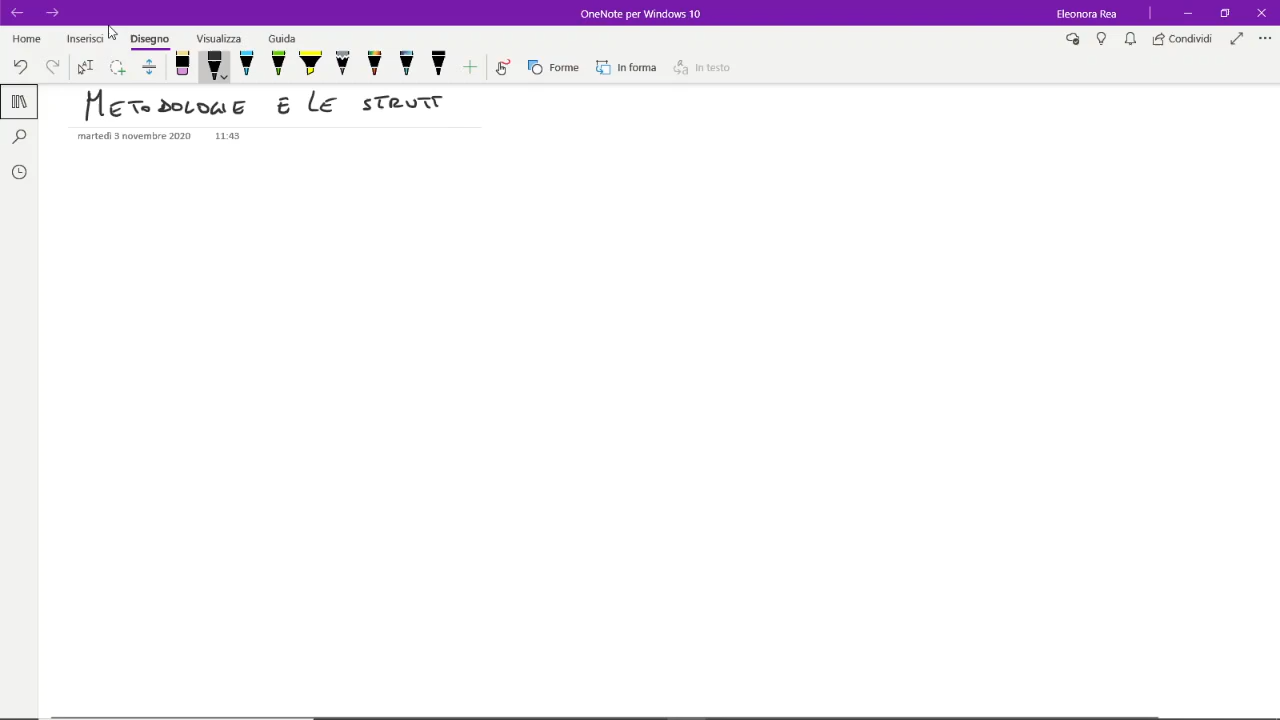 OneNote per Windows 10
Eleonora Rea
Home Inserisci Disegno Visualizza Guida
Condividi
Forme In forma In testo
METODOLOGIE E LE STRUTT
martedì 3 novembre 2020 11:43